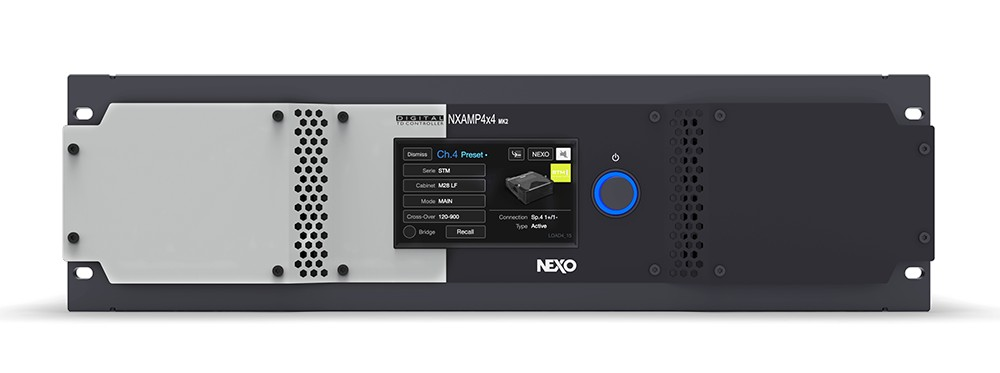 DIGITAL
TD CONTROLLER
NXAMP4x4 MK2
Dismiss Ch.4 Preset NEXO
Serie STM
Cabinet M28 LF
Mode MAIN
Cross-Over 120-900
Bridge Recall
STM
Connection Sp.4 1+/1-
Type Active
NEXO